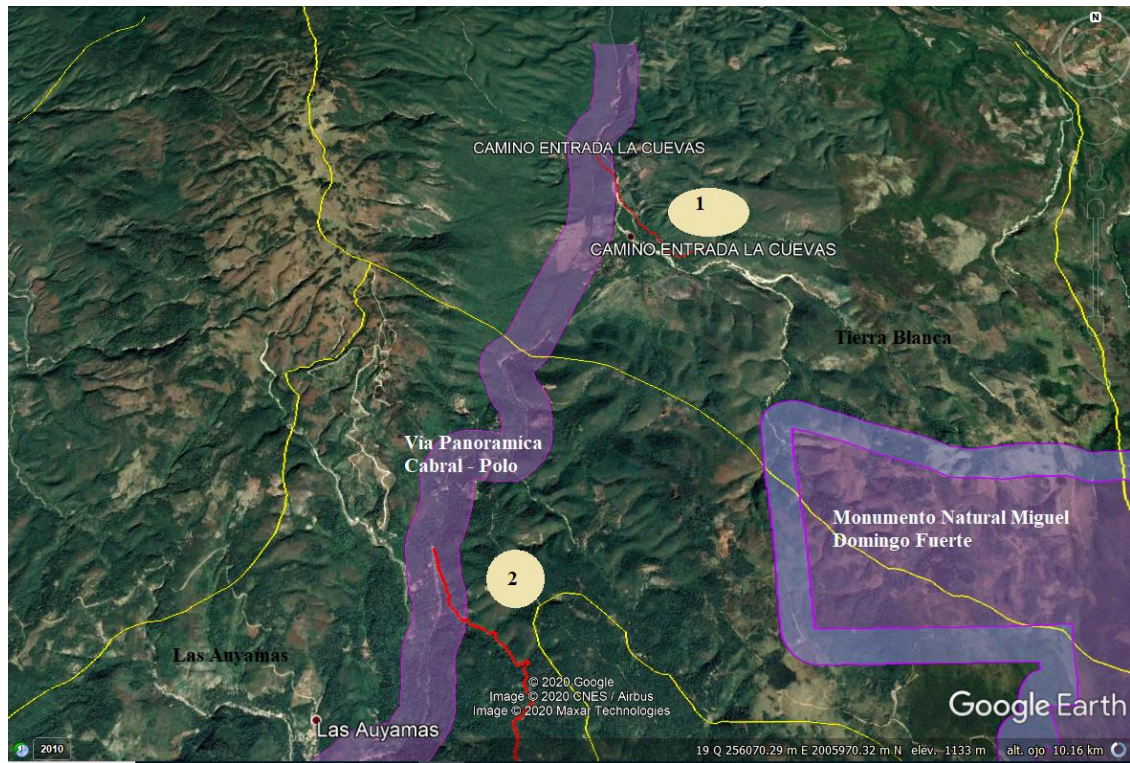 N
CAMINO ENTRADA LA CUEVAS
1
CAMINO ENTRADA LA CUEVAS
Tierra Blanca
Via Panoramica
Cabral - Polo
Monumento Natural Miguel
Domingo Fuerte
2
Las Auyamas
Las Auyamas
© 2020 Google
Image © 2020 CNES / Airbus
Image © 2020 Maxar Technologies
Google Earth
2010
19 Q 256070.29 m E 2005970.32 m N elev. 1133 m alt. ojo 10.16 km